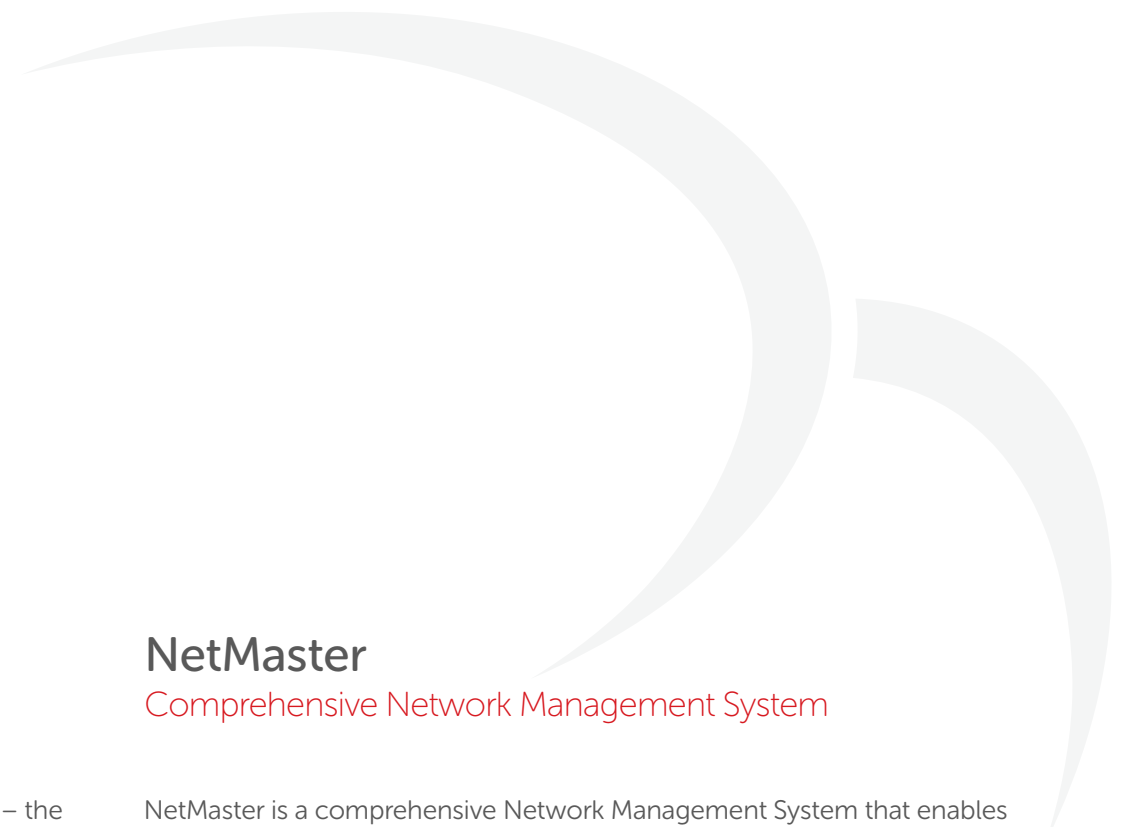 NetMaster
Comprehensive Network Management System
– the
NetMaster is a comprehensive Network Management System that enables